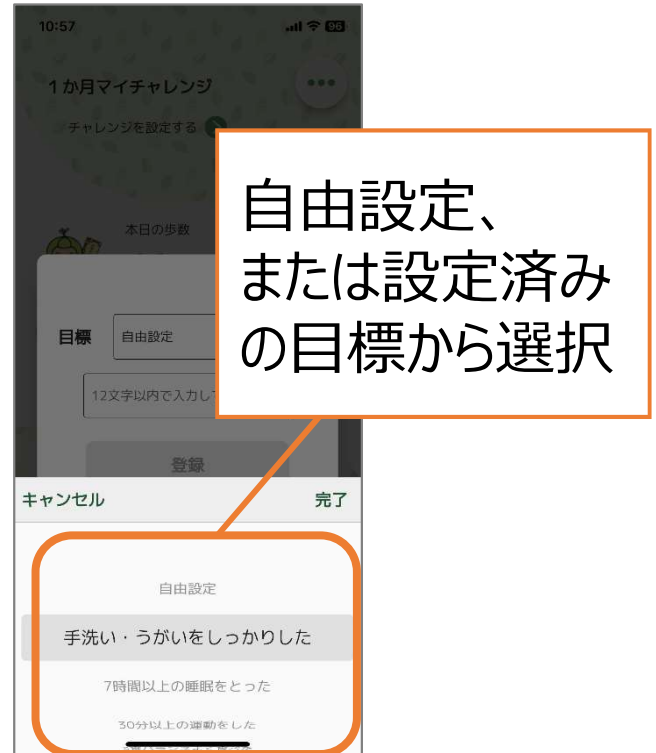 10:57
96
1か月マイチャレンジ
チャレンジを設定する
本日の歩数
自由設定、
または設定済み
の目標から選択
目標
自由設定
12文字以内で入力し
登録
キャンセル
完了
自由設定
手洗い・うがいをしっかりした
7時間以上の睡眠をとった
30分以上の運動をした